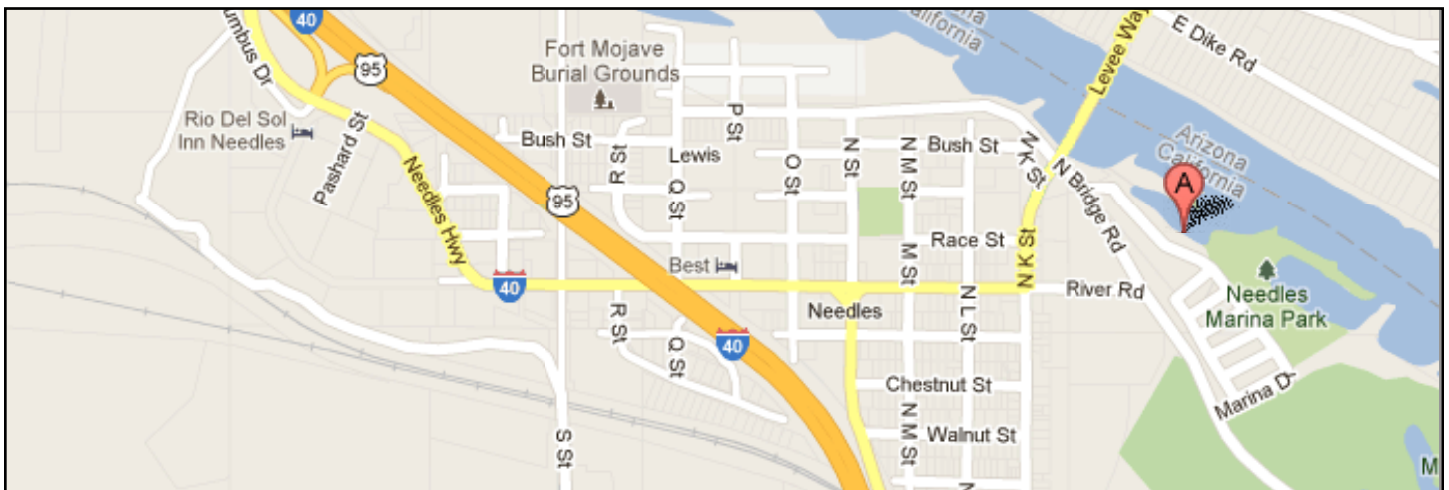 40
umbus Dr
95
Fort Mojave
Burial Grounds
Rio Del Sol
Inn Needles
Pashard St
Needles Hwy
Bush St
R St
Lewis
Q St
P St
O St
N St
N M St
Bush St
N K St
Levee Way
E Dike Rd
Arizona
California
Arizona
California
A
N Bridge Rd
95
Race St
M St
N K St
Best
40
River Rd
Needles
Marina Park
Needles
N L St
R St
Q St
40
Chestnut St
Marina D
N M St
Walnut St
S St
M